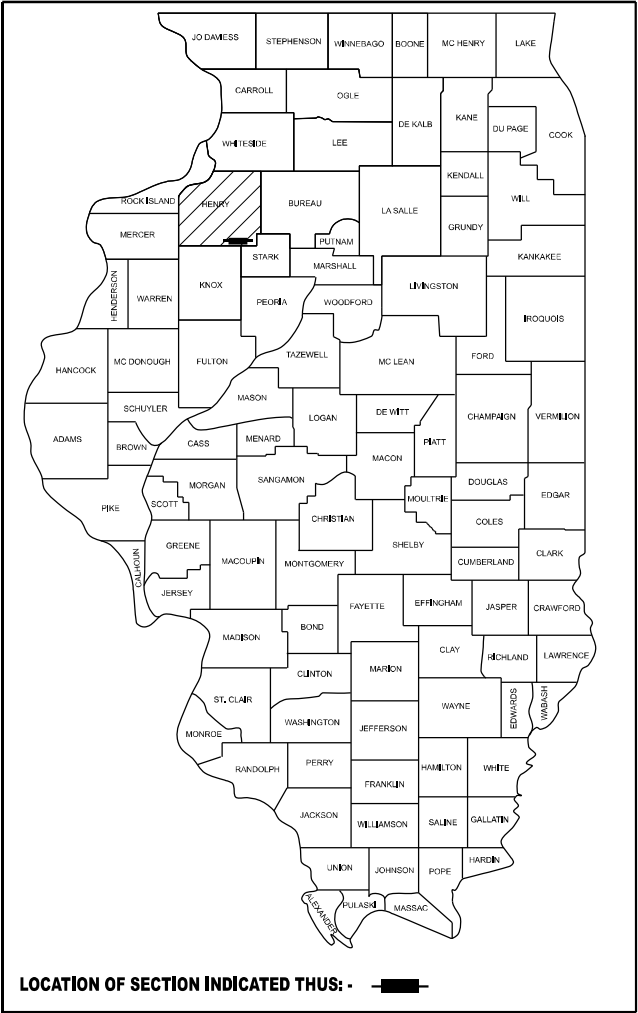 JO DAVIESS
STEPHENSON
WINNEBAGO
BOONE
MC HENRY
LAKE
CARROLL
OGLE
DE KALB
KANE
DU PAGE
COOK
WHITESIDE
LEE
KENDALL
WILL
ROCK ISLAND
HENRY
BUREAU
LA SALLE
GRUNDY
MERCER
PUTNAM
STARK
MARSHALL
KANKAKEE
HENDERSON
WARREN
KNOX
PEORIA
WOODFORD
LIVINGSTON
IROQUOIS
HANCOCK
MC DONOUGH
FULTON
TAZEWELL
MC LEAN
FORD
MASON
SCHUYLER
LOGAN
DE WITT
CHAMPAIGN
VERMILION
ADAMS
BROWN
CASS
MENARD
PIATT
MACON
PIKE
SCOTT
MORGAN
SANGAMON
MOULTRIE
DOUGLAS
EDGAR
CHRISTIAN
COLES
GREENE
CALHOUN
MACOUPIN
MONTGOMERY
SHELBY
CUMBERLAND
CLARK
JERSEY
FAYETTE
EFFINGHAM
JASPER
CRAWFORD
MADISON
BOND
CLAY
RICHLAND
LAWRENCE
CLINTON
MARION
ST. CLAIR
WAYNE
EDWARDS
WABASH
WASHINGTON
JEFFERSON
MONROE
RANDOLPH
PERRY
HAMILTON
WHITE
FRANKLIN
JACKSON
WILLIAMSON
SALINE
GALLATIN
UNION
JOHNSON
POPE
HARDIN
ALEXANDER
PULASKI
MASSAC
LOCATION OF SECTION INDICATED THUS: -